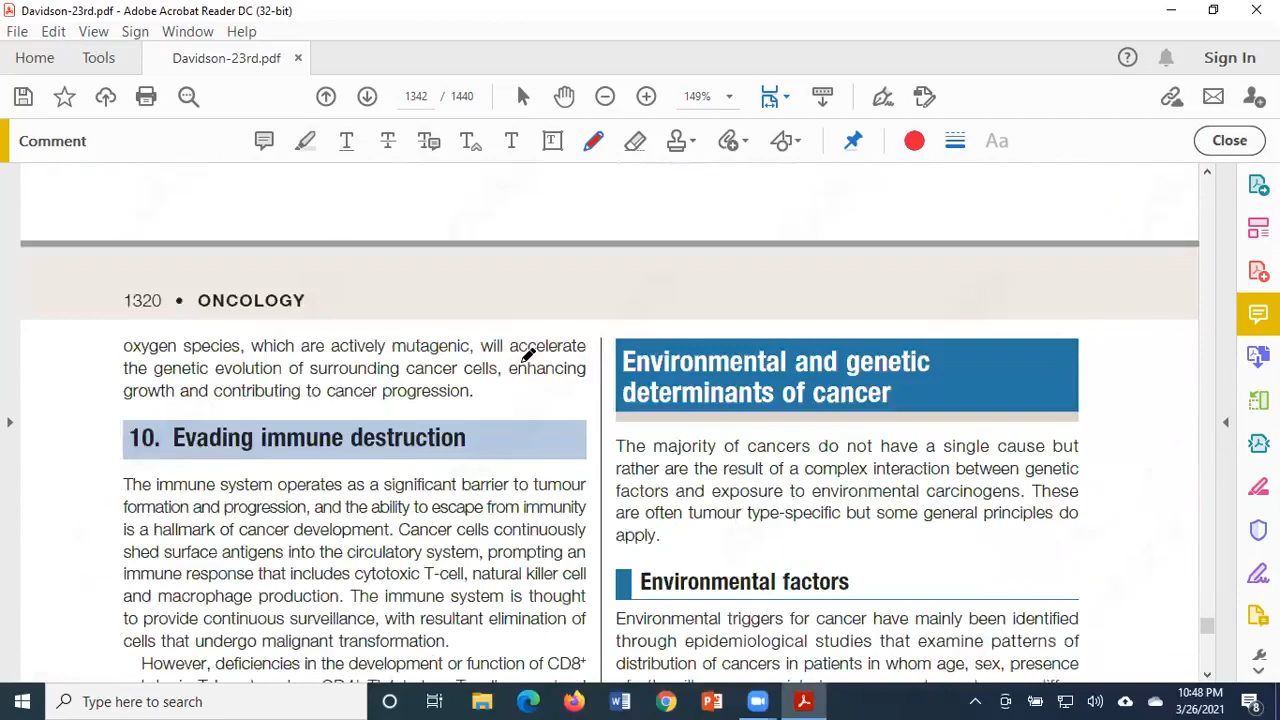 Davidson-23rd.pdf - Adobe Acrobat Reader DC (32-bit)
File Edit View Sign Window Help
Home Tools Davidson-23rd.pdf × Sign In
1342 / 1440 149%
Comment T T T T Aa Close
1320 • ONCOLOGY
oxygen species, which are actively mutagenic, will accelerate
the genetic evolution of surrounding cancer cells, enhancing
growth and contributing to cancer progression.
10. Evading immune destruction
The immune system operates as a significant barrier to tumour
formation and progression, and the ability to escape from immunity
is a hallmark of cancer development. Cancer cells continuously
shed surface antigens into the circulatory system, prompting an
immune response that includes cytotoxic T-cell, natural killer cell
and macrophage production. The immune system is thought
to provide continuous surveillance, with resultant elimination of
cells that undergo malignant transformation.
However, deficiencies in the development or function of CD8+
Environmental and genetic
determinants of cancer
The majority of cancers do not have a single cause but
rather are the result of a complex interaction between genetic
factors and exposure to environmental carcinogens. These
are often tumour type-specific but some general principles do
apply.
Environmental factors
Environmental triggers for cancer have mainly been identified
through epidemiological studies that examine patterns of
distribution of cancers in patients in whom age, sex, presence
Type here to search
10:48 PM
3/26/2021
8